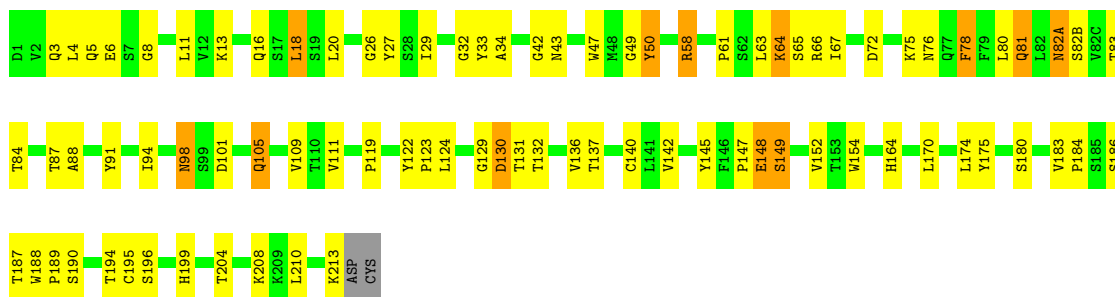 D1 V2 Q3 L4 Q5 E6 S7 G8 L11 V12 K13 Q16 S17 L18 S19 L20 G26 Y27 S28 I29 G32 Y33 A34 G42 N43 W47 M48 G49 Y50 R58 P61 S62 L63 K64 S65 R66 I67 D72 K75 N76 Q77 F78 F79 L80 Q81 L82 N82A S82B V82C T83
T84 T87 A88 Y91 I94 N98 S99 D101 Q105 V109 T110 V111 P119 Y122 P123 L124 G129 D130 T131 T132 V136 T137 C140 L141 V142 Y145 F146 P147 E148 S149 V152 T153 W154 H164 L170 L174 Y175 S180 V183 P184 S185 S186
T187 W188 P189 S190 T194 C195 S196 H199 T204 K208 K209 L210 K213 ASP CYS